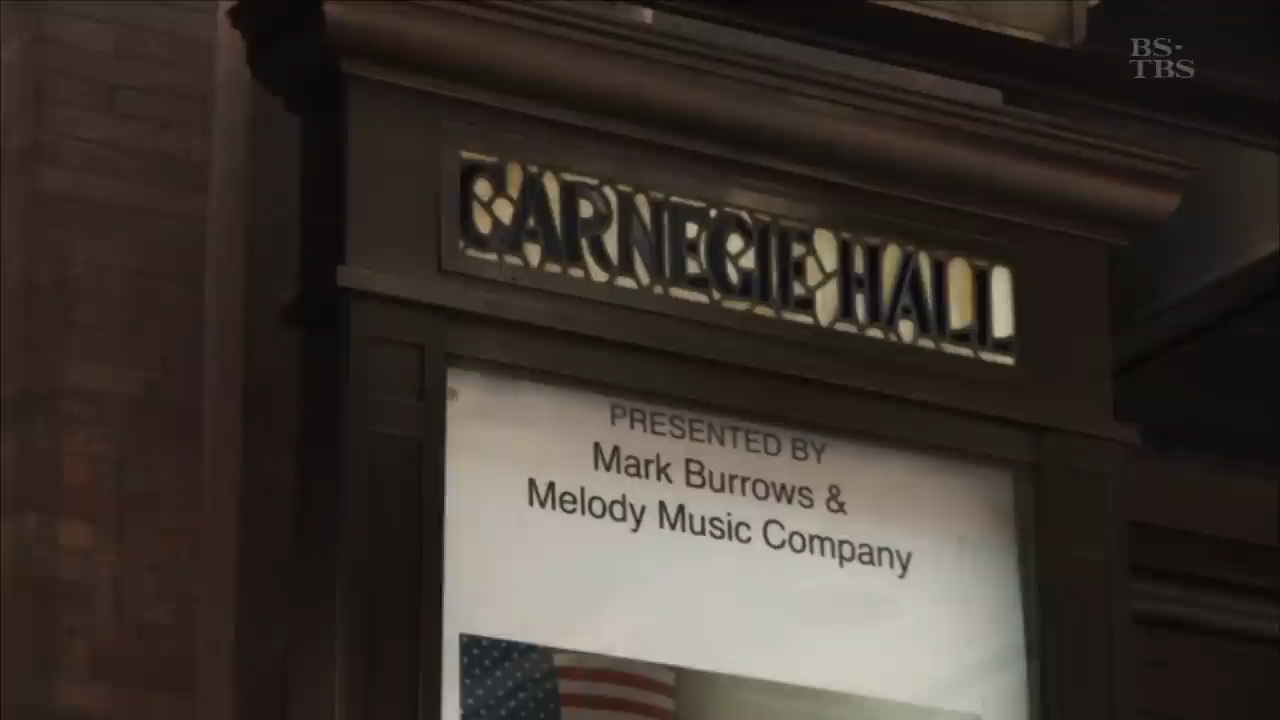 BS-
TBS
CARNEGIE HALL
PRESENTED BY
Mark Burrows &
Melody Music Company